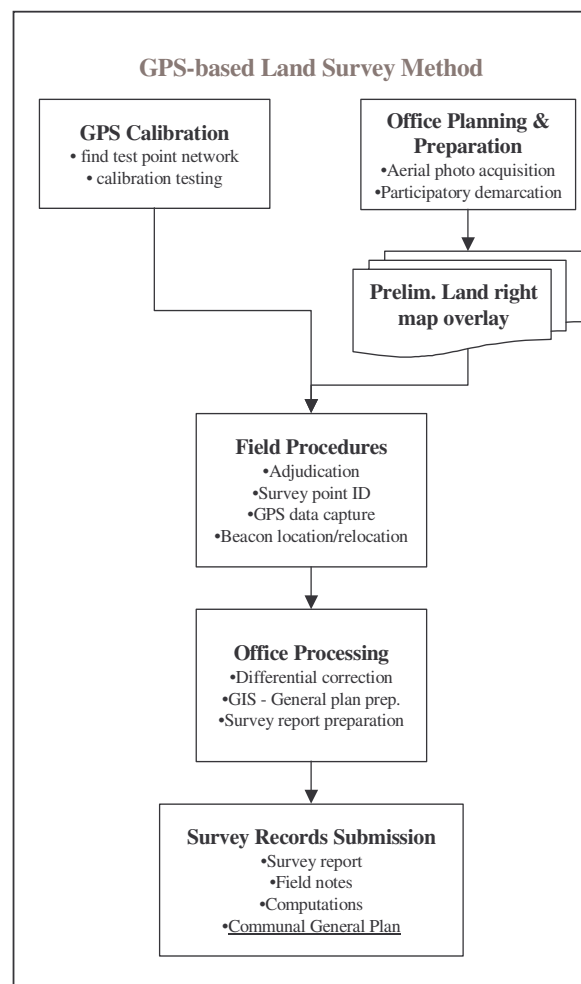 GPS-based Land Survey Method
GPS Calibration
• find test point network
• calibration testing
Office Planning &
Preparation
•Aerial photo acquisition
•Participatory demarcation
Prelim. Land right
map overlay
Field Procedures
•Adjudication
•Survey point ID
•GPS data capture
•Beacon location/relocation
Office Processing
•Differential correction
•GIS - General plan prep.
•Survey report preparation
Survey Records Submission
•Survey report
•Field notes
•Computations
•Communal General Plan